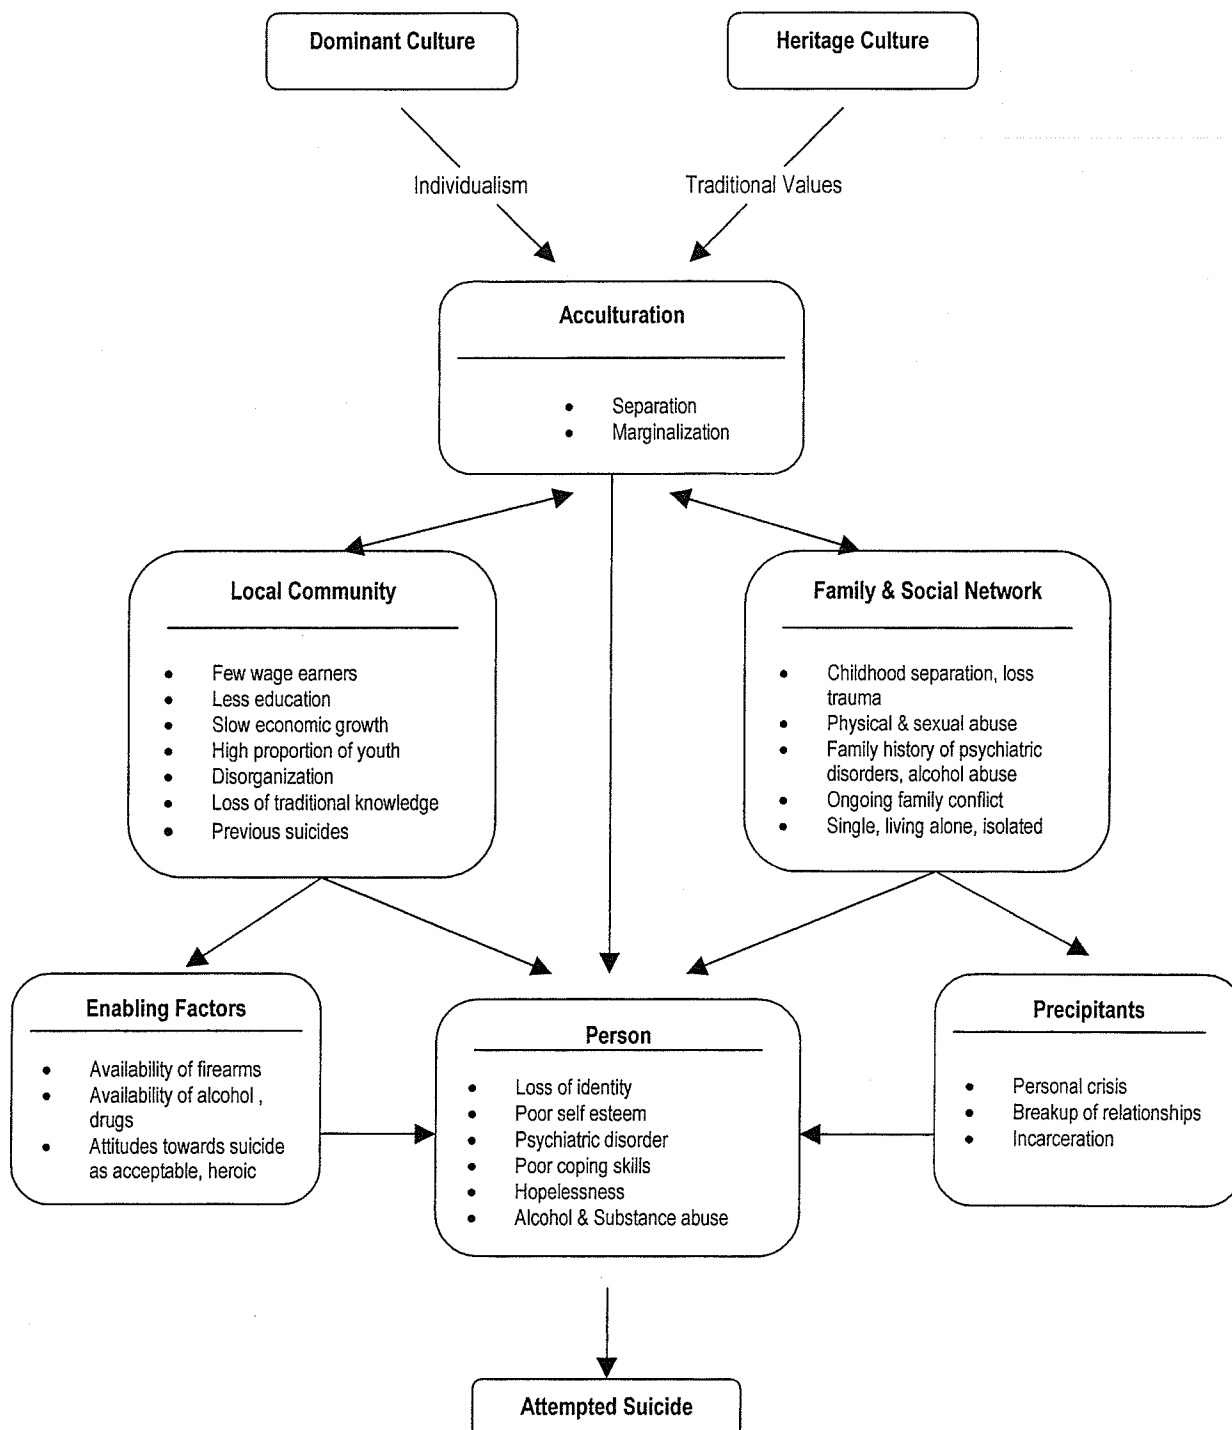 Dominant Culture
Heritage Culture
Individualism
Traditional Values
Acculturation
• Separation
• Marginalization
Local Community
• Few wage earners
• Less education
• Slow economic growth
• High proportion of youth
• Disorganization
• Loss of traditional knowledge
• Previous suicides
Family & Social Network
• Childhood separation, loss
trauma
• Physical & sexual abuse
• Family history of psychiatric
disorders, alcohol abuse
• Ongoing family conflict
• Single, living alone, isolated
Enabling Factors
• Availability of firearms
• Availability of alcohol ,
drugs
• Attitudes towards suicide
as acceptable, heroic
Person
• Loss of identity
• Poor self esteem
• Psychiatric disorder
• Poor coping skills
• Hopelessness
• Alcohol & Substance abuse
Precipitants
• Personal crisis
• Breakup of relationships
• Incarceration
Attempted Suicide